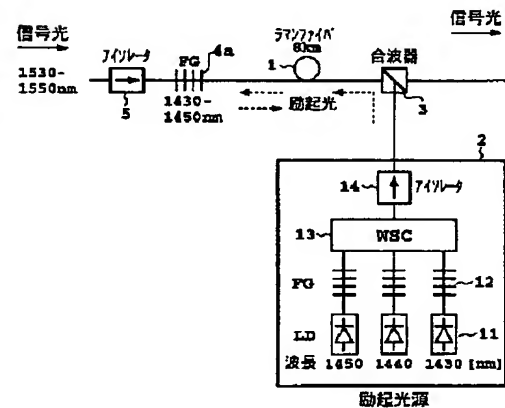 信号光
信号光
1530-
1550nm
アイソレータ
5
FG
4a
1430-
1450nm
ラマンファイバ
80km
1
励起光
合波器
3
2
14
アイソレータ
13
WSC
FG
12
LD
11
波長 1450 1440 1430 [nm]
励起光源